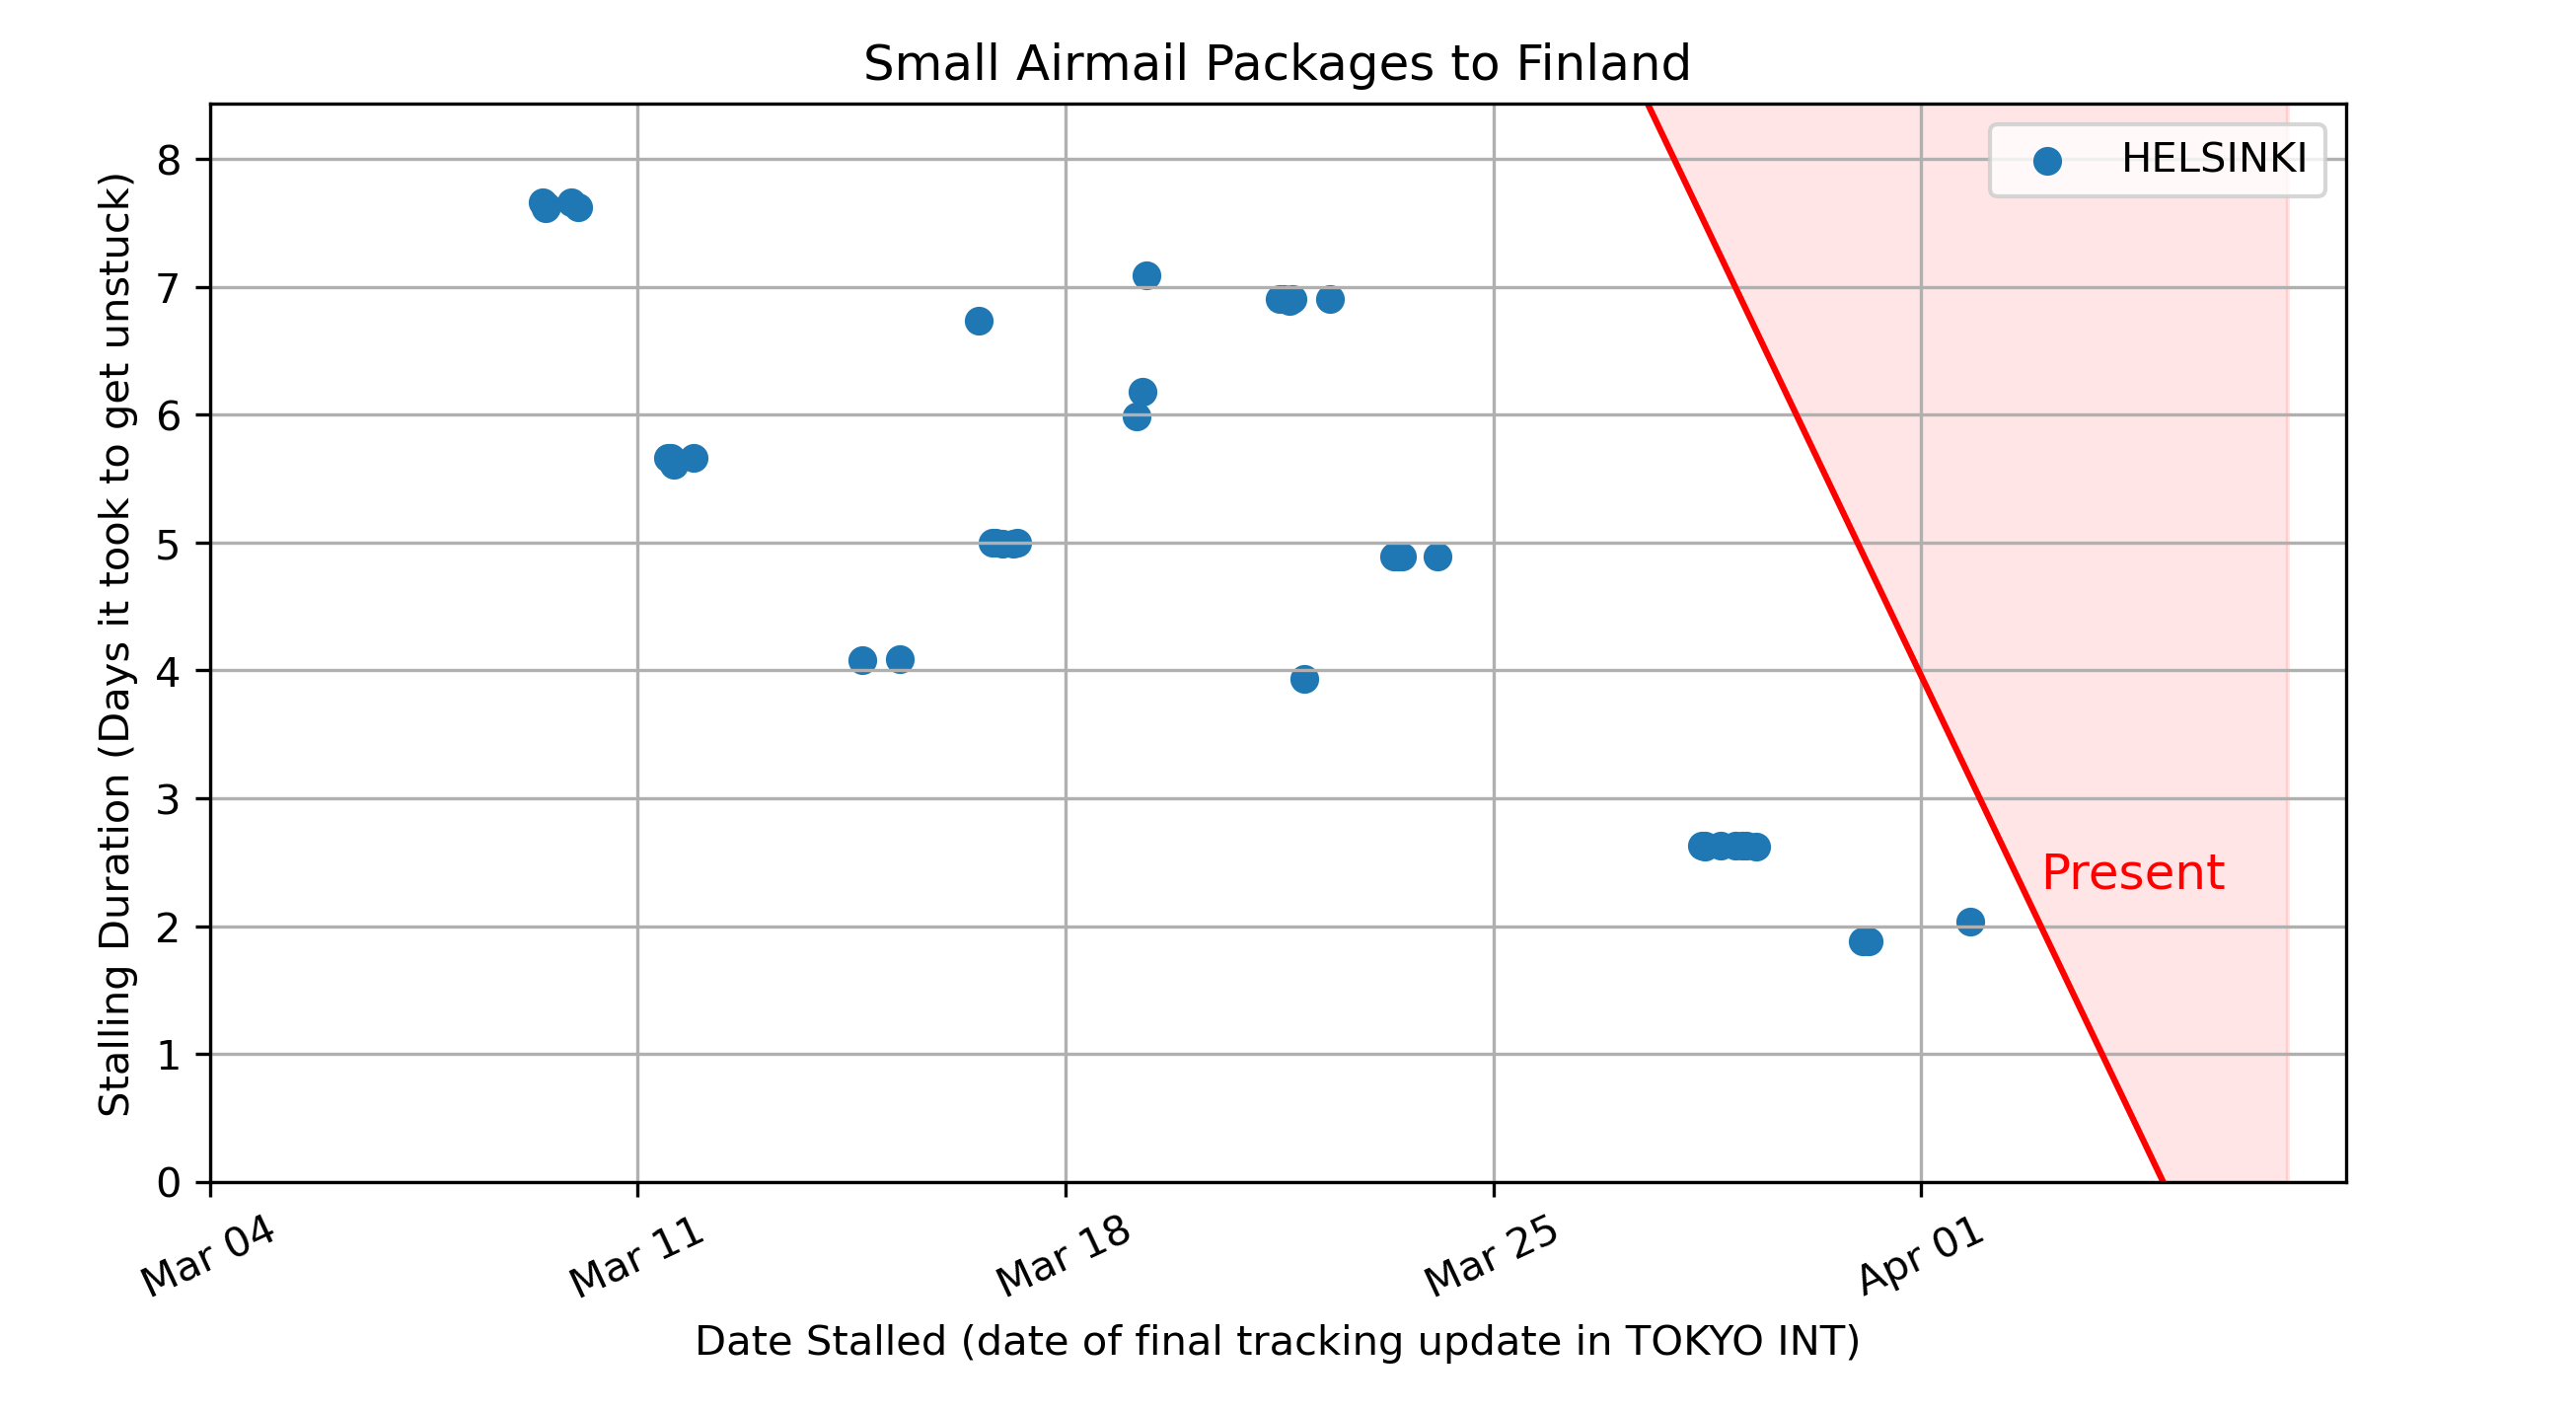 Small Airmail Packages to Finland
HELSINKI
Stalling Duration (Days it took to get unstuck)
8
7
6
5
4
3
2
1
0
Present
Mar 04
Mar 11
Mar 18
Mar 25
Apr 01
Date Stalled (date of final tracking update in TOKYO INT)